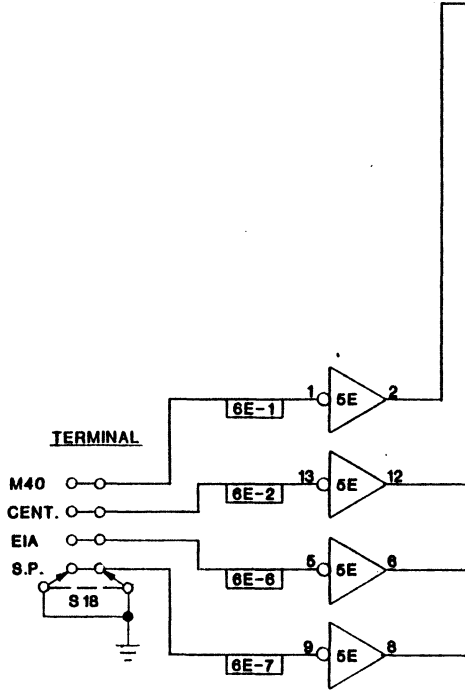 1 5E 2
6E-1
TERMINAL
M40
13 5E 12
CENT.
6E-2
EIA
5 5E 6
S.P.
6E-6
S 18
9 5E 8
6E-7